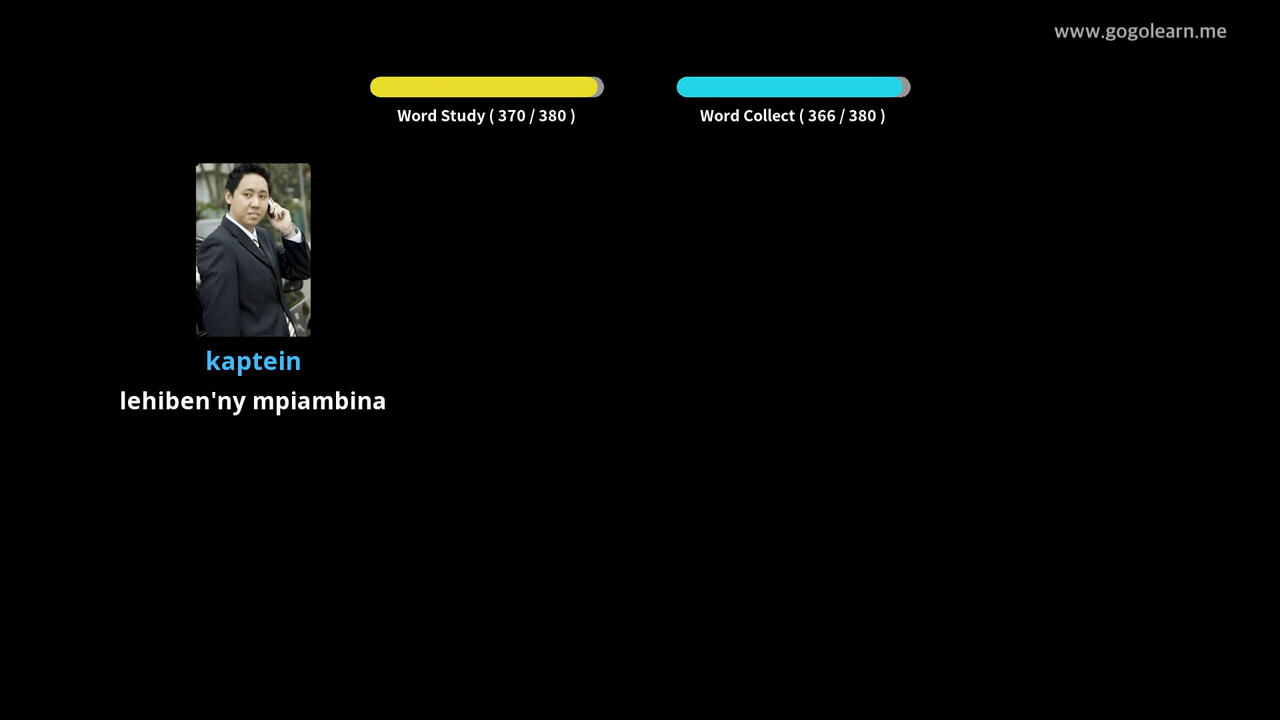 www.gogolearn.me
Word Study ( 370 / 380 )
Word Collect ( 366 / 380 )
kaptein
lehiben'ny mpiambina